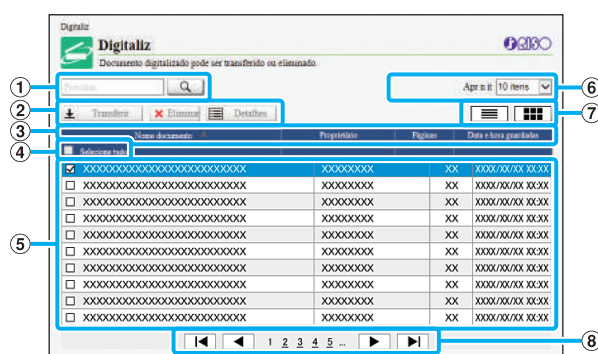 Digitaliz
Digitaliz
RISO
Documento digitalizado pode ser transferido ou eliminado.
1
Procurar
6
Apr n it 10 itens
2
Transferir Eliminar Detalhes
7
3
Nome documento Proprietário Páginas Data e hora guardadas
4
Selecione tudo
XXXXXXXXXXXXXXXXXXXXXXXXXX XXXXXXXX XX XXXX/XX/XX XX:XX
XXXXXXXXXXXXXXXXXXXXXXXXXX XXXXXXXX XX XXXX/XX/XX XX:XX
XXXXXXXXXXXXXXXXXXXXXXXXXX XXXXXXXX XX XXXX/XX/XX XX:XX
XXXXXXXXXXXXXXXXXXXXXXXXXX XXXXXXXX XX XXXX/XX/XX XX:XX
5
XXXXXXXXXXXXXXXXXXXXXXXXXX XXXXXXXX XX XXXX/XX/XX XX:XX
XXXXXXXXXXXXXXXXXXXXXXXXXX XXXXXXXX XX XXXX/XX/XX XX:XX
XXXXXXXXXXXXXXXXXXXXXXXXXX XXXXXXXX XX XXXX/XX/XX XX:XX
XXXXXXXXXXXXXXXXXXXXXXXXXX XXXXXXXX XX XXXX/XX/XX XX:XX
XXXXXXXXXXXXXXXXXXXXXXXXXX XXXXXXXX XX XXXX/XX/XX XX:XX
XXXXXXXXXXXXXXXXXXXXXXXXXX XXXXXXXX XX XXXX/XX/XX XX:XX
1 2 3 4 5 ...
8